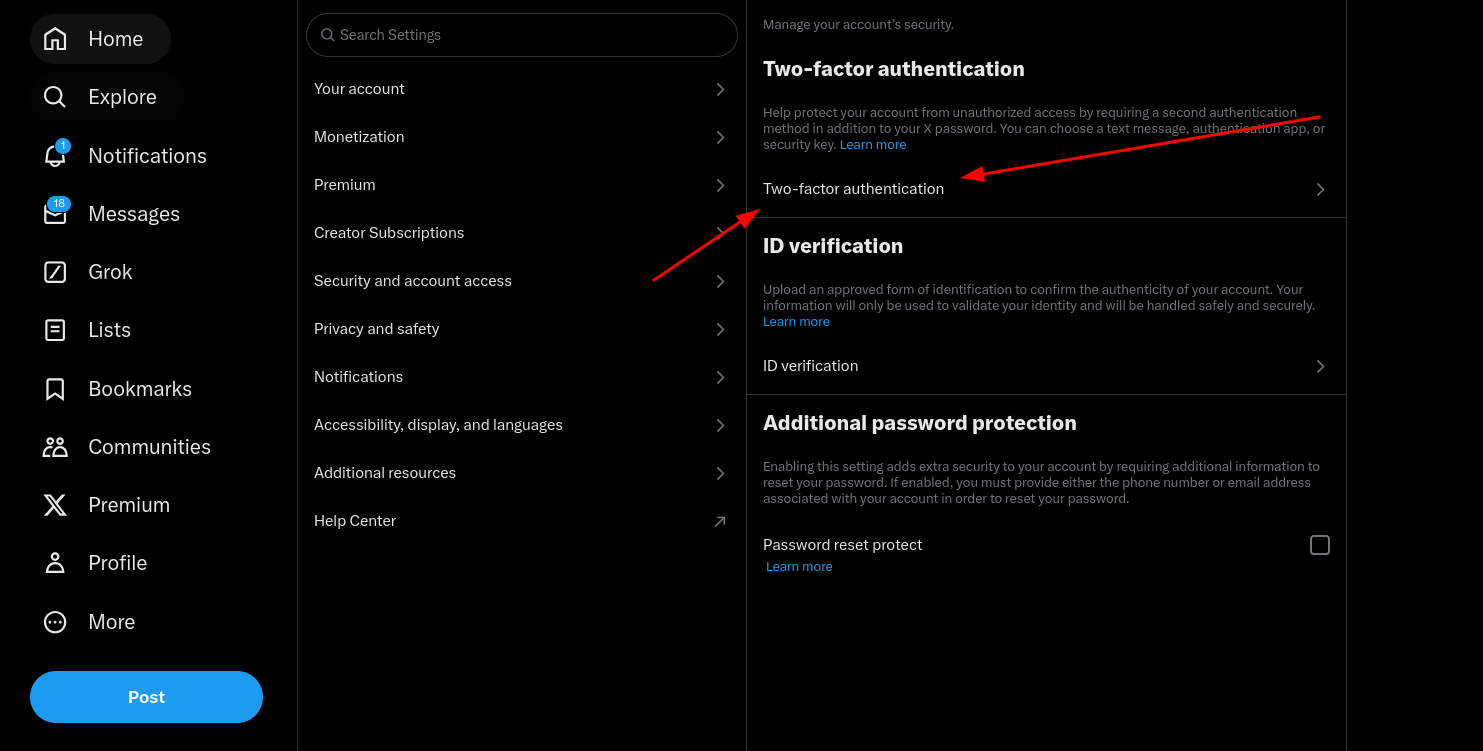 Home
Explore
1
Notifications
18
Messages
Grok
Lists
Bookmarks
Communities
Premium
Profile
More
Post
Search Settings
Your account
Monetization
Premium
Creator Subscriptions
Security and account access
Privacy and safety
Notifications
Accessibility, display, and languages
Additional resources
Help Center
Manage your account’s security.
Two-factor authentication
Help protect your account from unauthorized access by requiring a second authentication
method in addition to your X password. You can choose a text message, authentication app, or
security key. Learn more
Two-factor authentication
ID verification
Upload an approved form of identification to confirm the authenticity of your account. Your
information will only be used to validate your identity and will be handled safely and securely.
Learn more
ID verification
Additional password protection
Enabling this setting adds extra security to your account by requiring additional information to
reset your password. If enabled, you must provide either the phone number or email address
associated with your account in order to reset your password.
Password reset protect
Learn more